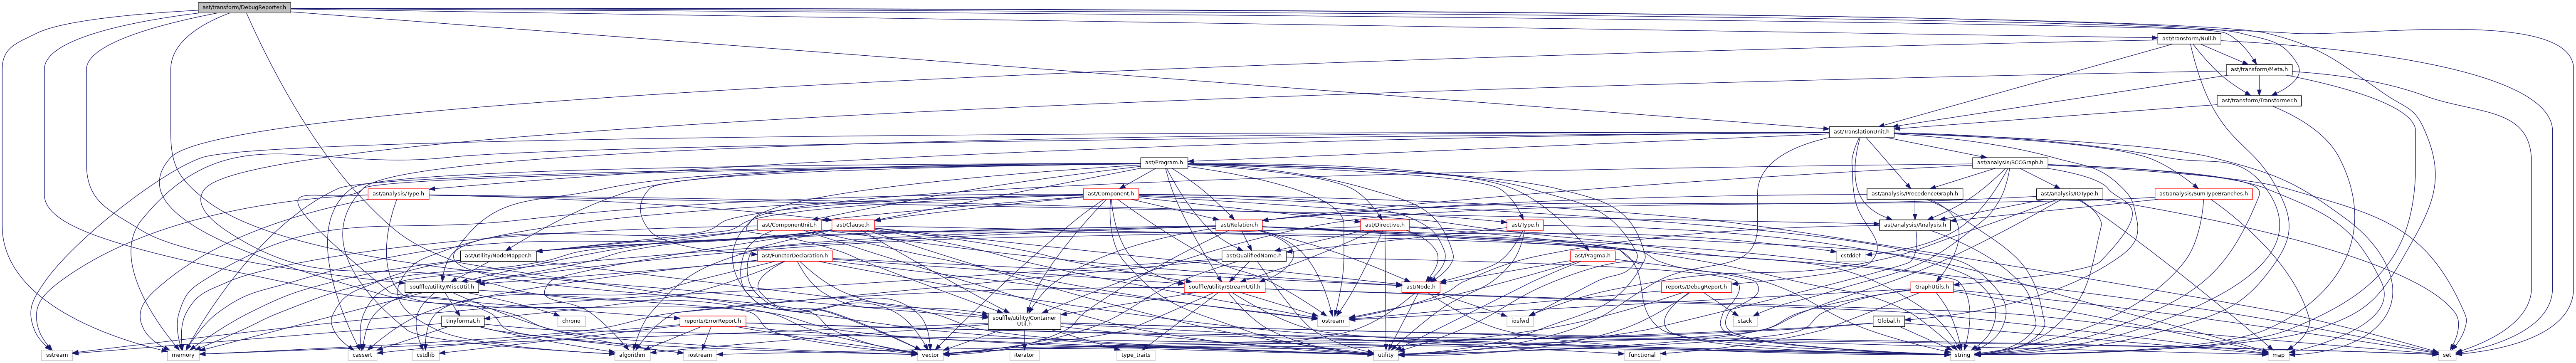 ast/transform/DebugReporter.h
ast/transform/Null.h
ast/transform/Meta.h
ast/transform/Transformer.h
ast/TranslationUnit.h
ast/Program.h
ast/analysis/SCCGraph.h
ast/analysis/Type.h
ast/Component.h
ast/analysis/PrecedenceGraph.h
ast/analysis/IOType.h
ast/analysis/SumTypeBranches.h
ast/ComponentInit.h
ast/Clause.h
ast/Relation.h
ast/Directive.h
ast/Type.h
ast/analysis/Analysis.h
ast/utility/NodeMapper.h
ast/FunctorDeclaration.h
ast/QualifiedName.h
ast/Pragma.h
cstddef
souffle/utility/MiscUtil.h
souffle/utility/StreamUtil.h
ast/Node.h
reports/DebugReport.h
GraphUtils.h
tinyformat.h
chrono
reports/ErrorReport.h
souffle/utility/Container
Util.h
ostream
iosfwd
stack
Global.h
sstream
memory
cassert
cstdlib
algorithm
iostream
vector
iterator
type_traits
utility
functional
string
map
set